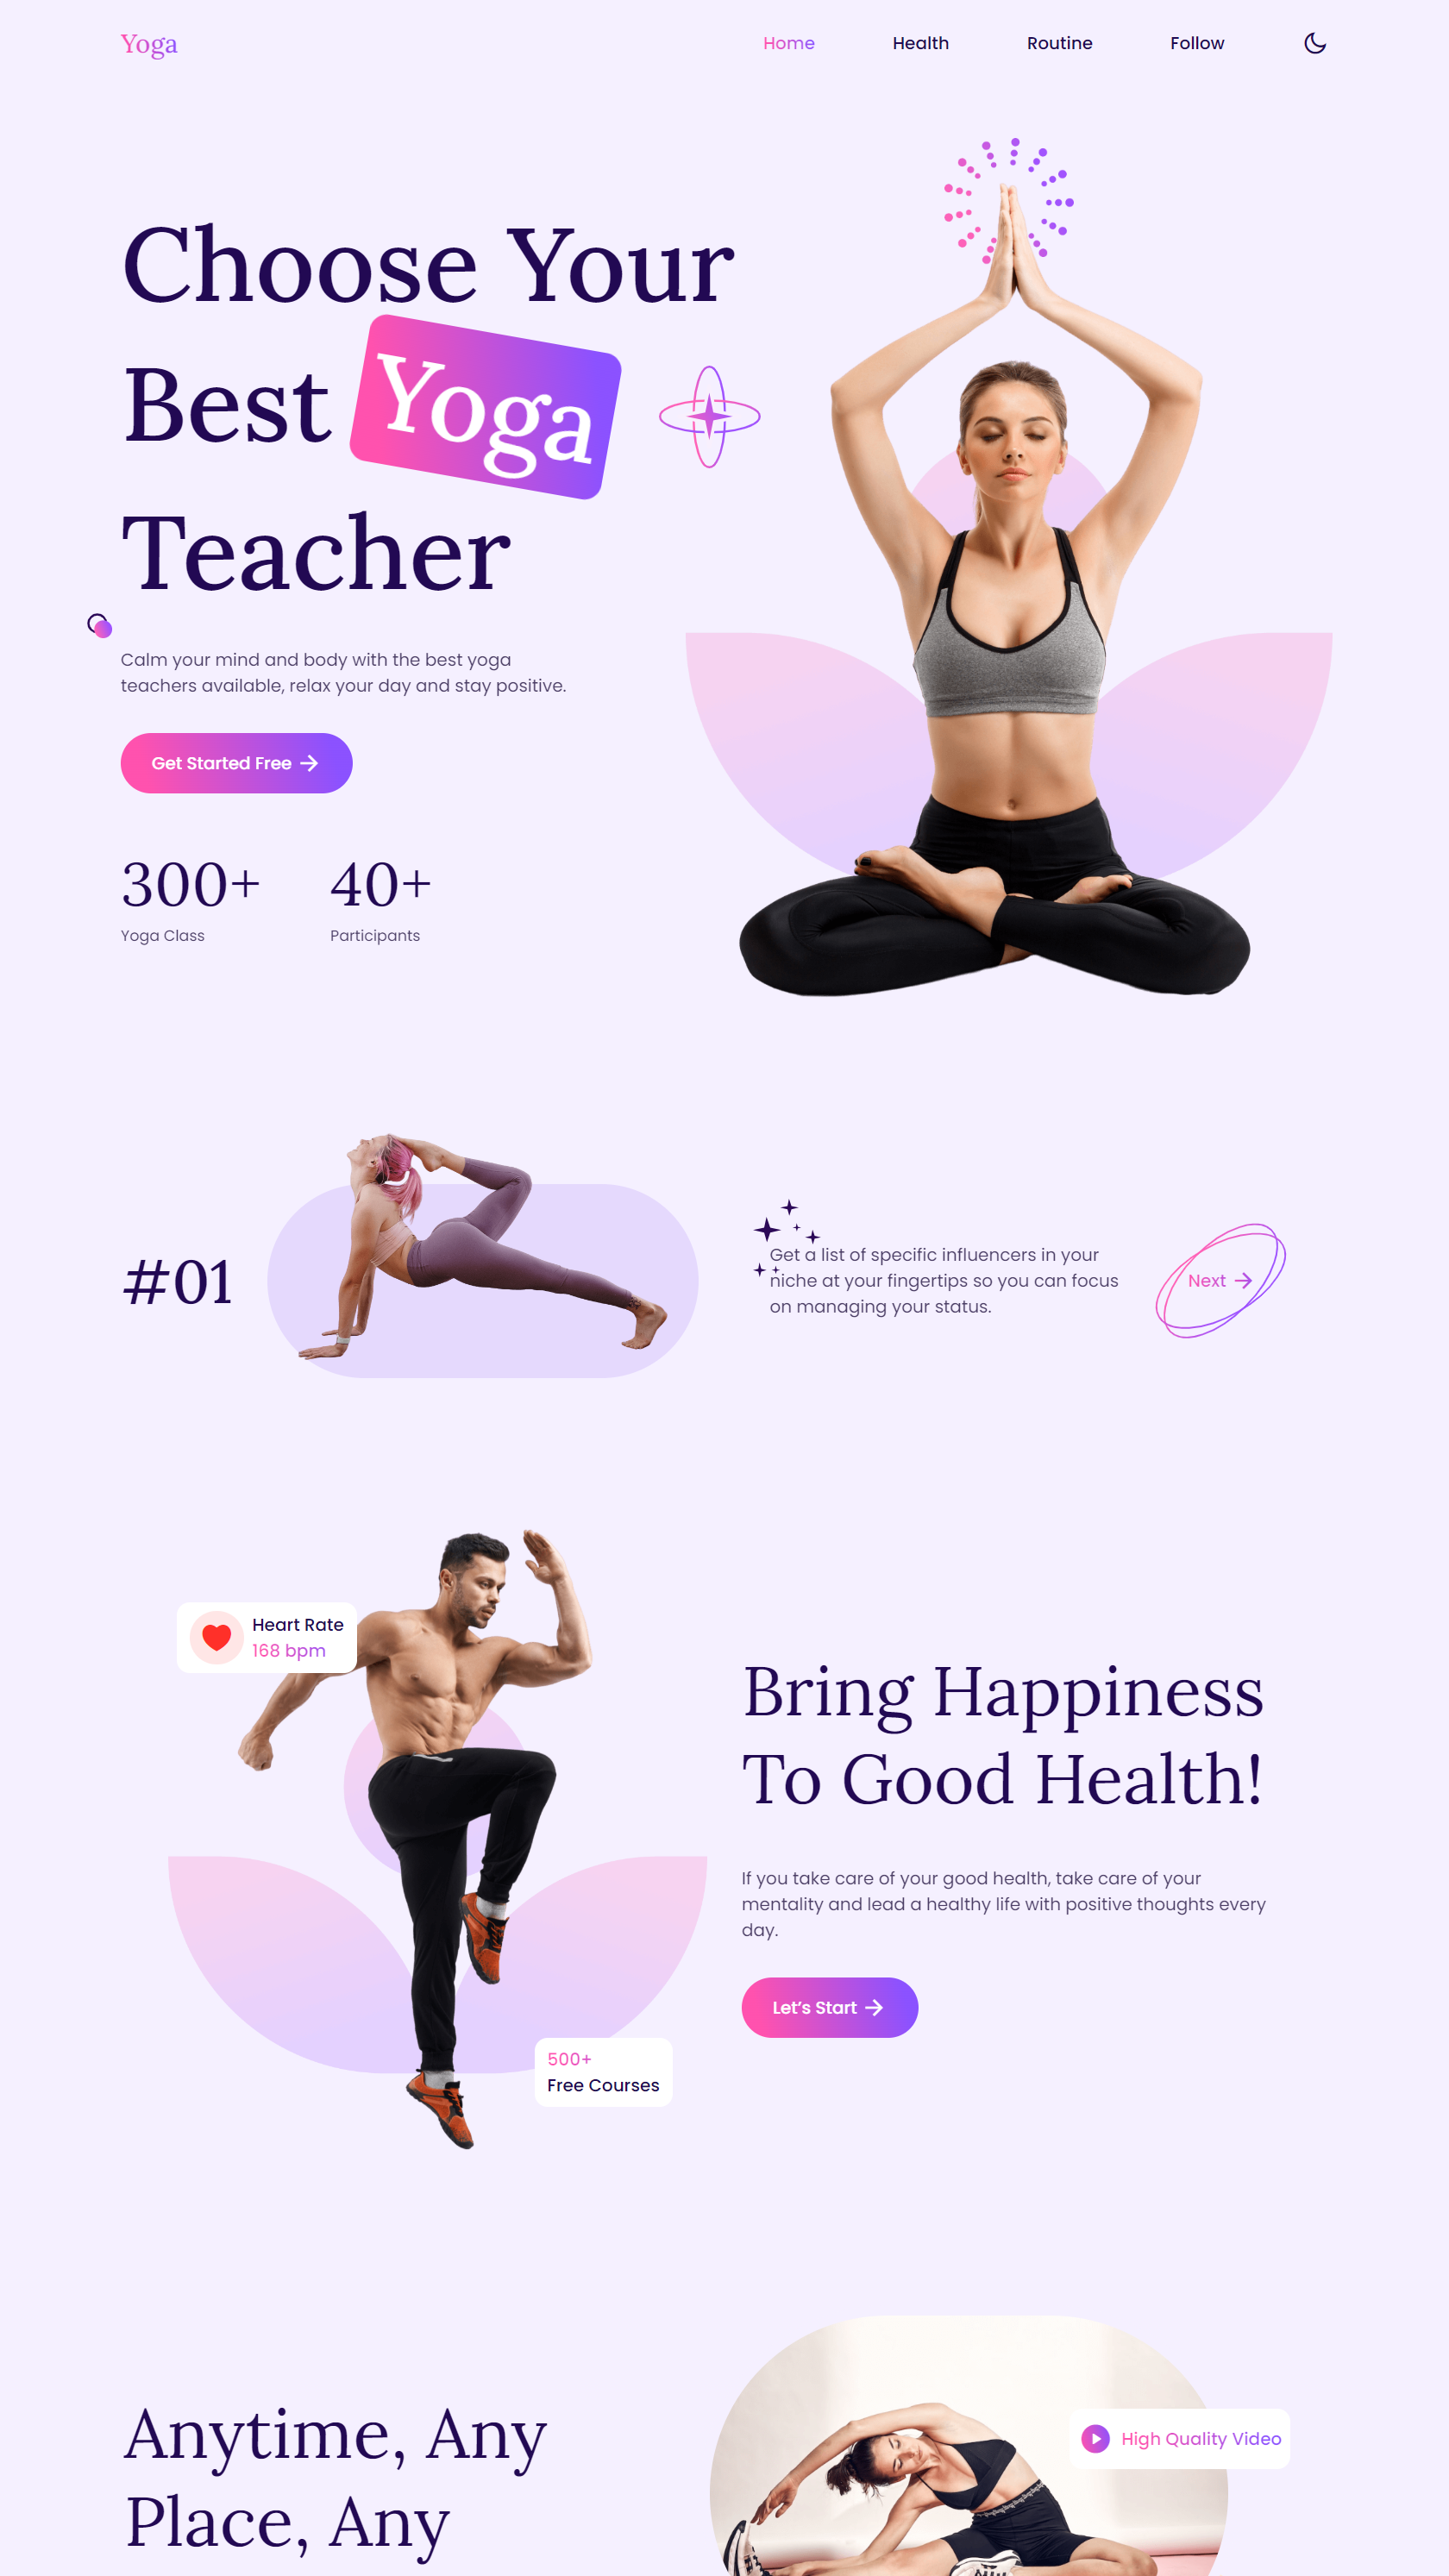 Yoga
Home
Health
Routine
Follow
Choose Your
Best Yoga
Teacher
Calm your mind and body with the best yoga
teachers available, relax your day and stay positive.
Get Started Free
300+
40+
Yoga Class
Participants
#01
Get a list of specific influencers in your
niche at your fingertips so you can focus
on managing your status.
Next
Heart Rate
168 bpm
Bring Happiness
To Good Health!
If you take care of your good health, take care of your
mentality and lead a healthy life with positive thoughts every
day.
Let’s Start
500+
Free Courses
Anytime, Any
Place, Any
High Quality Video